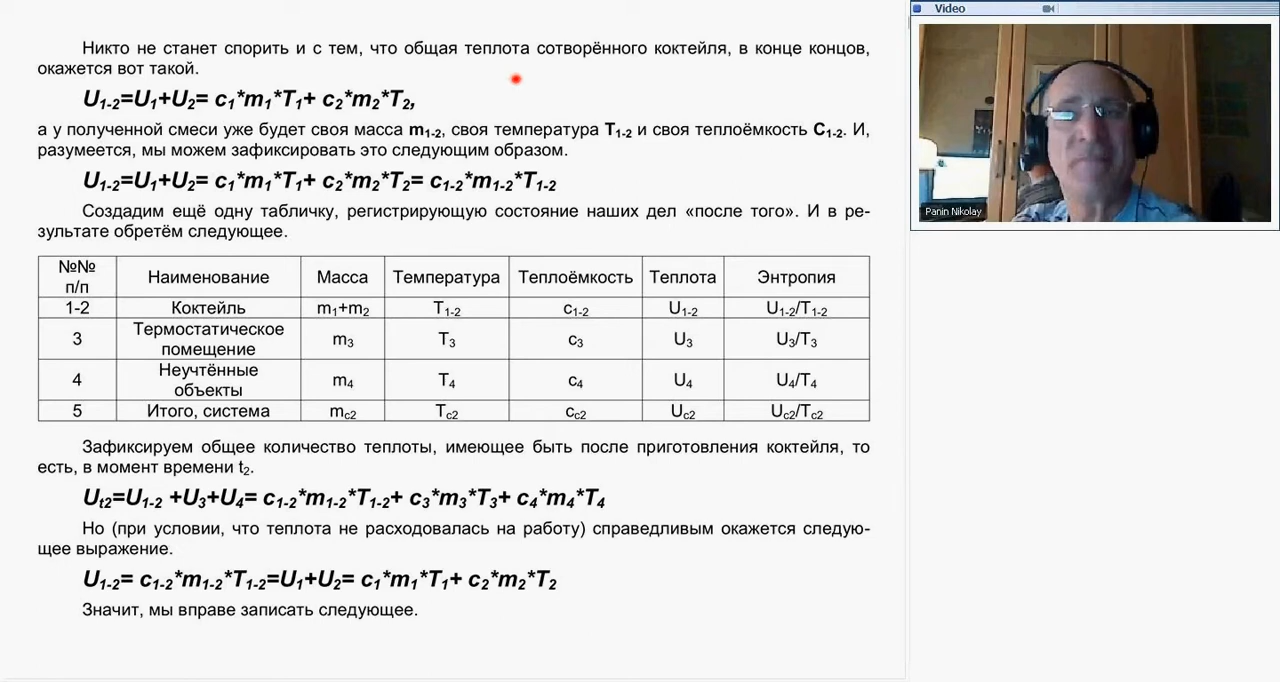 Никто не станет спорить и с тем, что общая теплота сотворённого коктейля, в конце концов,
окажется вот такой.
U1-2=U1+U2= c1*m1*T1+ c2*m2*T2,
а у полученной смеси уже будет своя масса m1-2, своя температура T1-2 и своя теплоёмкость C1-2. И,
разумеется, мы можем зафиксировать это следующим образом.
U1-2=U1+U2= c1*m1*T1+ c2*m2*T2= c1-2*m1-2*T1-2
Создадим ещё одну табличку, регистрирующую состояние наших дел «после того». И в ре-
зультате обретём следующее.
№№ п/п Наименование Масса Температура Теплоёмкость Теплота Энтропия
1-2 Коктейль m1+m2 T1-2 c1-2 U1-2 U1-2/T1-2
3 Термостатическое помещение m3 T3 c3 U3 U3/T3
4 Неучтённые объекты m4 T4 c4 U4 U4/T4
5 Итого, система mc2 Tc2 cc2 Uc2 Uc2/Tc2
Зафиксируем общее количество теплоты, имеющее быть после приготовления коктейля, то
есть, в момент времени t2.
Ut2=U1-2 +U3+U4= c1-2*m1-2*T1-2+ c3*m3*T3+ c4*m4*T4
Но (при условии, что теплота не расходовалась на работу) справедливым окажется следую-
щее выражение.
U1-2= c1-2*m1-2*T1-2=U1+U2= c1*m1*T1+ c2*m2*T2
Значит, мы вправе записать следующее.
Video
Panin Nikolay